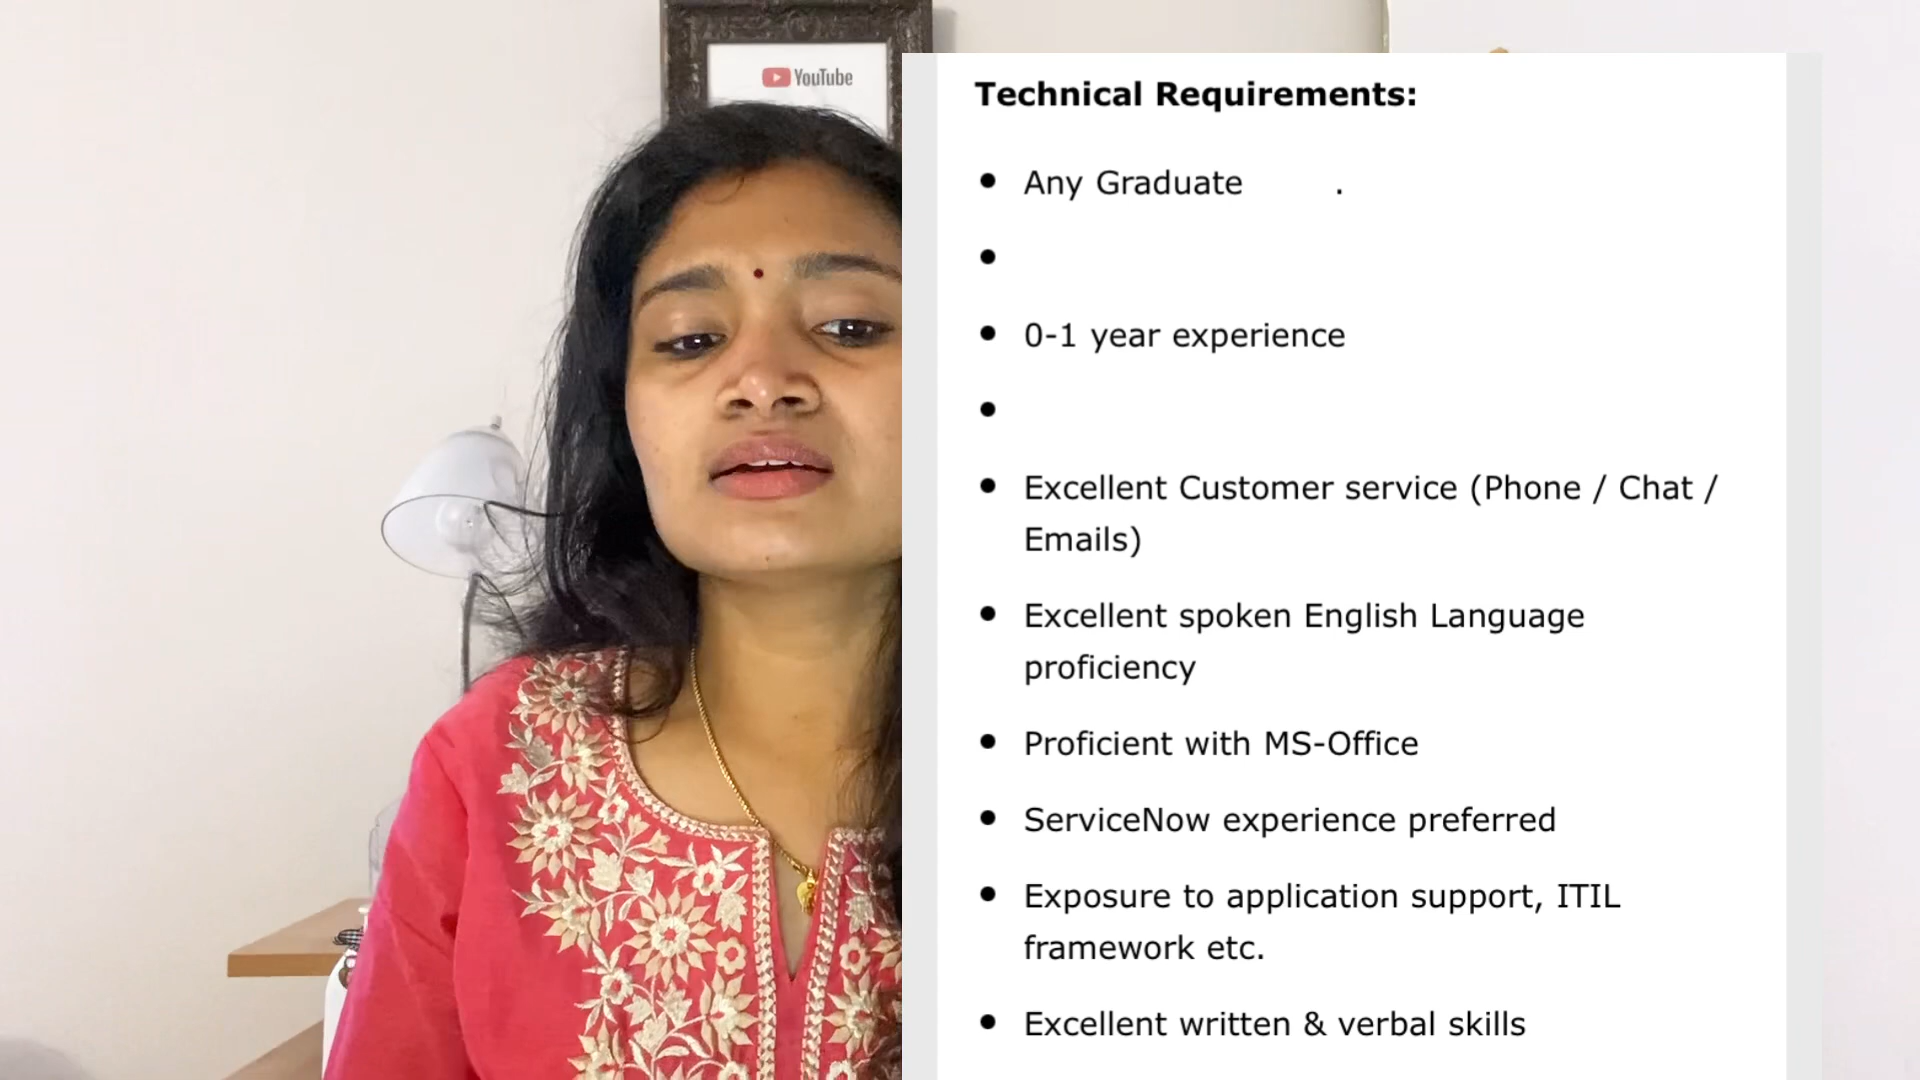 YouTube
Technical Requirements:
• Any Graduate .
•
• 0-1 year experience
•
• Excellent Customer service (Phone / Chat /
Emails)
• Excellent spoken English Language
proficiency
• Proficient with MS-Office
• ServiceNow experience preferred
• Exposure to application support, ITIL
framework etc.
• Excellent written & verbal skills